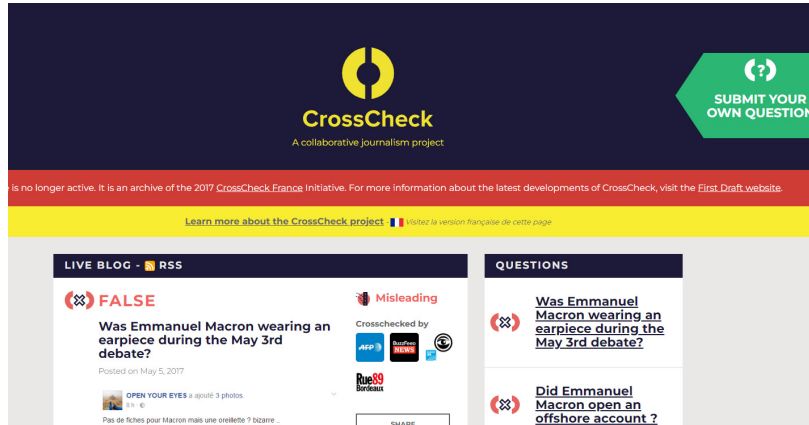 CrossCheck
A collaborative journalism project
(?)
SUBMIT YOUR
OWN QUESTION
is no longer active. It is an archive of the 2017 CrossCheck France Initiative. For more information about the latest developments of CrossCheck, visit the First Draft website.
Learn more about the CrossCheck project - Visitez la version française de cette page
LIVE BLOG - RSS
FALSE
Was Emmanuel Macron wearing an
earpiece during the May 3rd
debate?
Posted on May 5, 2017
OPEN YOUR EYES a ajouté 3 photos.
8 h
Pas de fiches pour Macron mais une oreillette ? bizarre ..
Misleading
Crosschecked by
AFP
BuzzFeed
NEWS
Rue89
Bordeaux
SHARE
QUESTIONS
Was Emmanuel
Macron wearing an
earpiece during the
May 3rd debate?
Did Emmanuel
Macron open an
offshore account ?